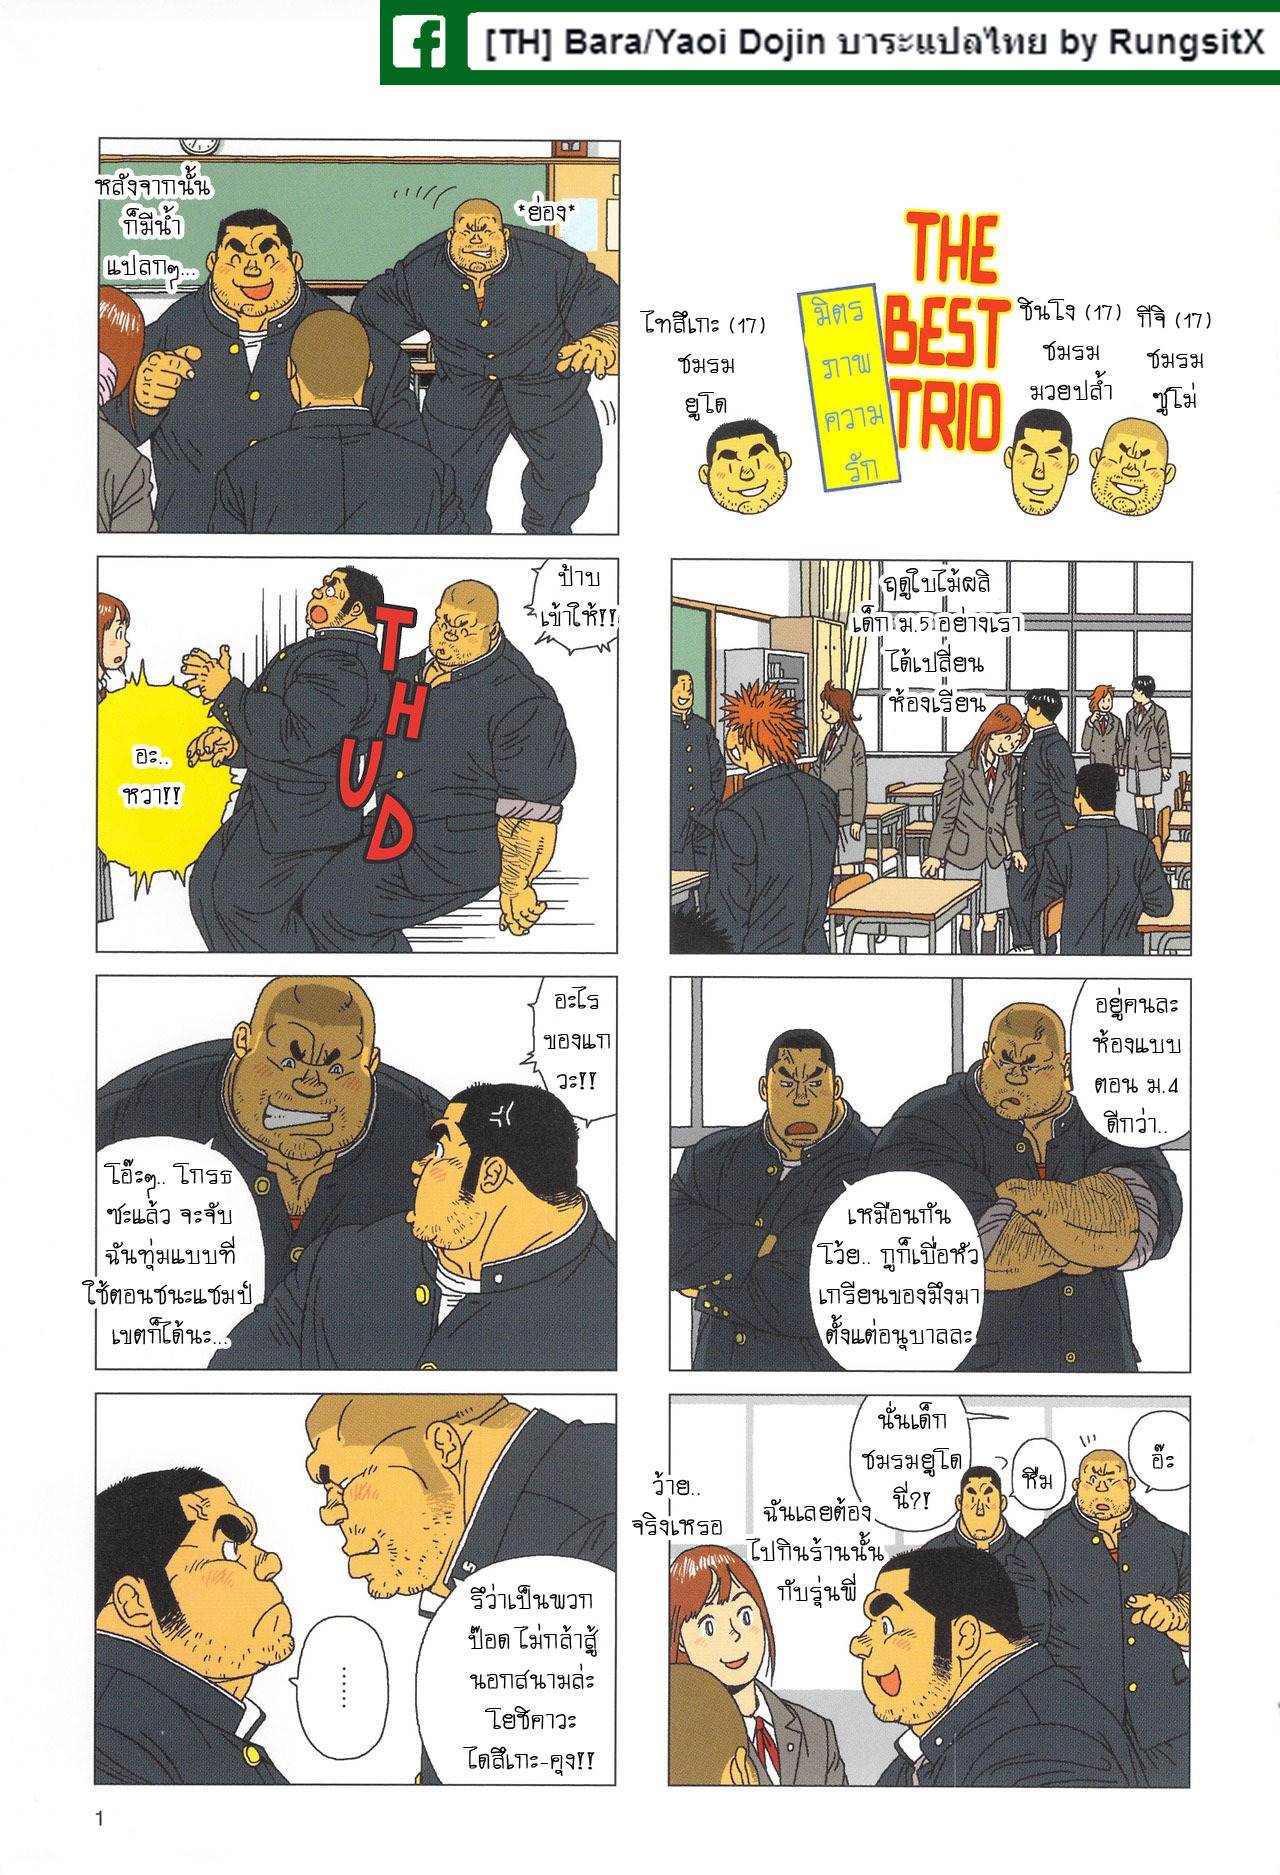 [TH] Bara/Yaoi Dojin บาระแปลไทย by RungsitX
THE
BEST
TRIO
มิตร
ภาพ
ความ
รัก
กีจิ (17)
ชมรม
ซูโม่
ชินโง (17)
ชมรม
มวยปล้ำ
ไทสึเกะ (17)
ชมรม
ยูโด
ฤดูใบไม้ผลิ
เด็ก ม.5 อย่างเรา
ได้เปลี่ยน
ห้องเรียน
อยู่คนละ
ห้องแบบ
ตอน ม.4
ดีกว่า..
เหมือนกัน
โว้ย.. กูก็เบื่อหัว
เกรียนของมึงมา
ตั้งแต่อนุบาลละ
อ๊ะ
หืม
นั่นเด็ก
ชมรมยูโด
นี่?!
ฉันเลยต้อง
ไปกินร้านนั้น
กับรุ่นพี่
ว้าย..
จริงเหรอ
หลังจากนั้น
ก็มีน้ำ
แปลกๆ...
*ย่อง*
ป้าบ
เข้าให้!!
THUD
อะ..
หวา!!
อะไร
ของแก
วะ!!
โอ๊ะๆ.. โกรธ
ซะแล้ว จะจับ
ฉันทุ่มแบบที่
ใช้ตอนชนะแชมป์
เขตก็ได้นะ...
รึว่าเป็นพวก
ป๊อด ไม่กล้าสู้
นอกสนามล่ะ
โยชิคาวะ
ไดสึเกะ-คุง!!
......
1